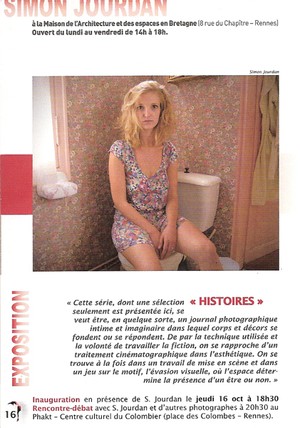 SIMON JOURDAN
à la Maison de l'Architecture et des espaces en Bretagne (8 rue du Chapître – Rennes)
Ouvert du lundi au vendredi de 14h à 18h.
Simon Jourdan
EXPOSITION
« Cette série, dont une sélection « HISTOIRES »
seulement est présentée ici, se
veut être, en quelque sorte, un journal photographique
intime et imaginaire dans lequel corps et décors se
fondent ou se répondent. De par la technique utilisée et
la volonté de travailler la fiction, on se rapproche d'un
traitement cinématographique dans l'esthétique. On se
trouve à la fois dans un travail de mise en scène et dans
un jeu sur le motif, l'évasion visuelle, où l'espace déter-
mine la présence d'un être ou non. »
Inauguration en présence de S. Jourdan le jeudi 16 oct à 18h30
Rencontre-débat avec S. Jourdan et d'autres photographes à 20h30 au
Phakt – Centre culturel du Colombier (place des Colombes – Rennes).
16